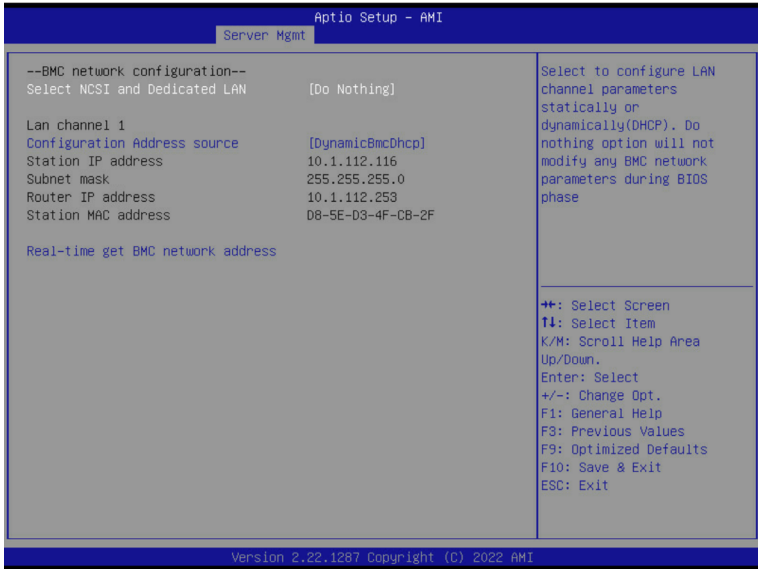 Aptio Setup - AMI
Server Mgmt
--BMC network configuration--
Select NCSI and Dedicated LAN [Do Nothing]
Lan channel 1
Configuration Address source [DynamicBmcDhcp]
Station IP address 10.1.112.116
Subnet mask 255.255.255.0
Router IP address 10.1.112.253
Station MAC address D8-5E-D3-4F-CB-2F
Real-time get BMC network address
Select to configure LAN
channel parameters
statically or
dynamically(DHCP). Do
nothing option will not
modify any BMC network
parameters during BIOS
phase
→←: Select Screen
↑↓: Select Item
K/M: Scroll Help Area
Up/Down.
Enter: Select
+/-: Change Opt.
F1: General Help
F3: Previous Values
F9: Optimized Defaults
F10: Save & Exit
ESC: Exit
Version 2.22.1287 Copyright (C) 2022 AMI